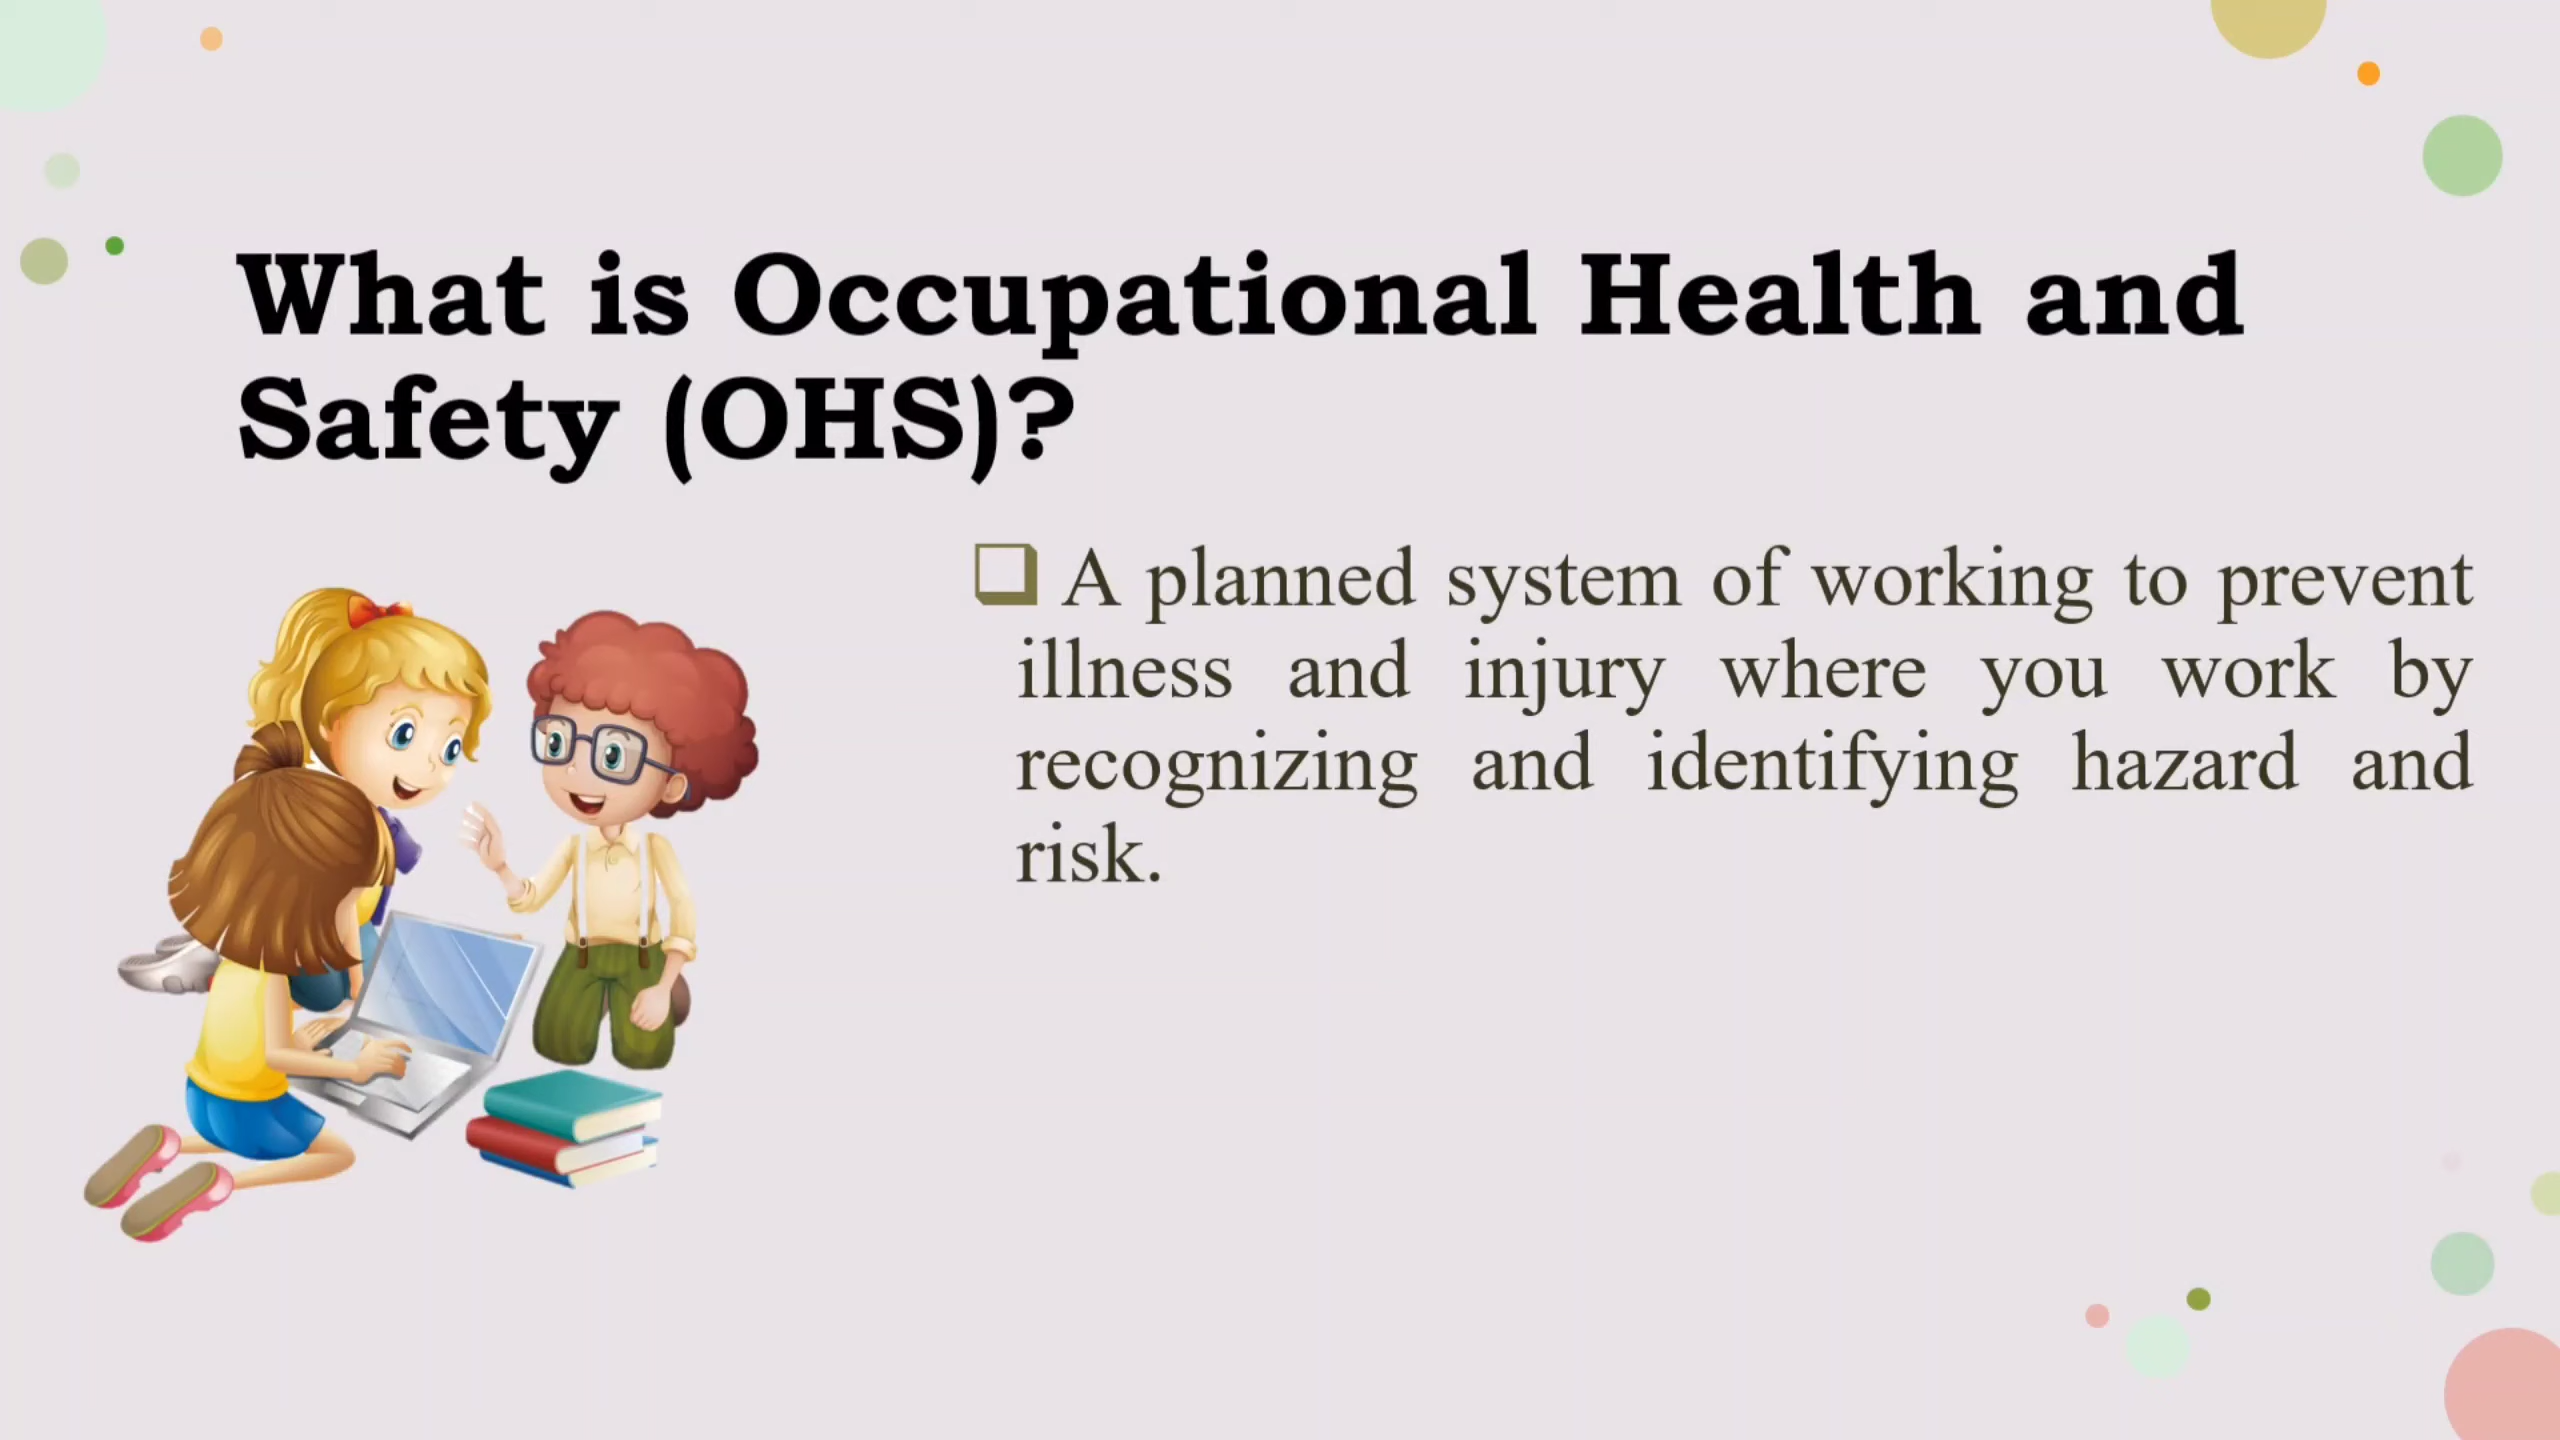 What is Occupational Health and
Safety (OHS)?
A planned system of working to prevent
illness and injury where you work by
recognizing and identifying hazard and
risk.